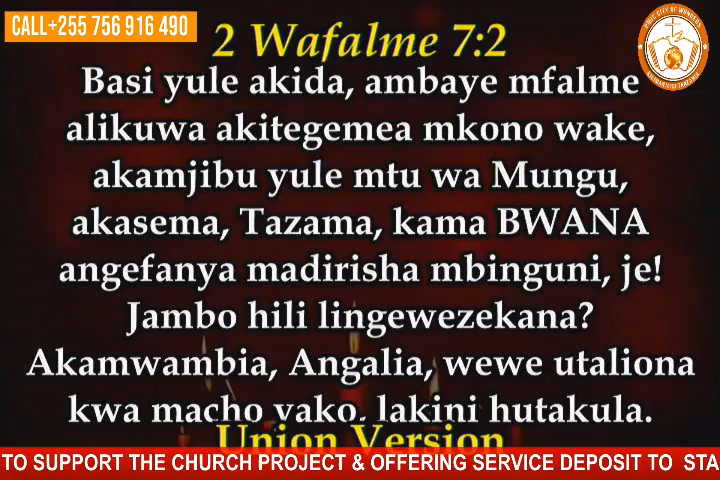 CALL+255 756 916 490
2 Wafalme 7:2
Basi yule akida, ambaye mfalme
alikuwa akitegemea mkono wake,
akamjibu yule mtu wa Mungu,
akasema, Tazama, kama BWANA
angefanya madirisha mbinguni, je!
Jambo hili lingewezekana?
Akamwambia, Angalia, wewe utaliona
kwa macho yako, lakini hutakula.
Union Version
TO SUPPORT THE CHURCH PROJECT & OFFERING SERVICE DEPOSIT TO STA